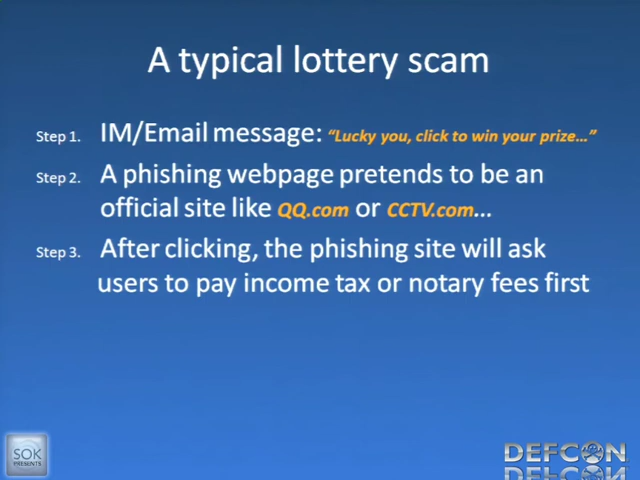 A typical lottery scam
Step 1. IM/Email message: “Lucky you, click to win your prize…”
Step 2. A phishing webpage pretends to be an
official site like QQ.com or CCTV.com…
Step 3. After clicking, the phishing site will ask
users to pay income tax or notary fees first
SOK
PRESENTS
DEFCON